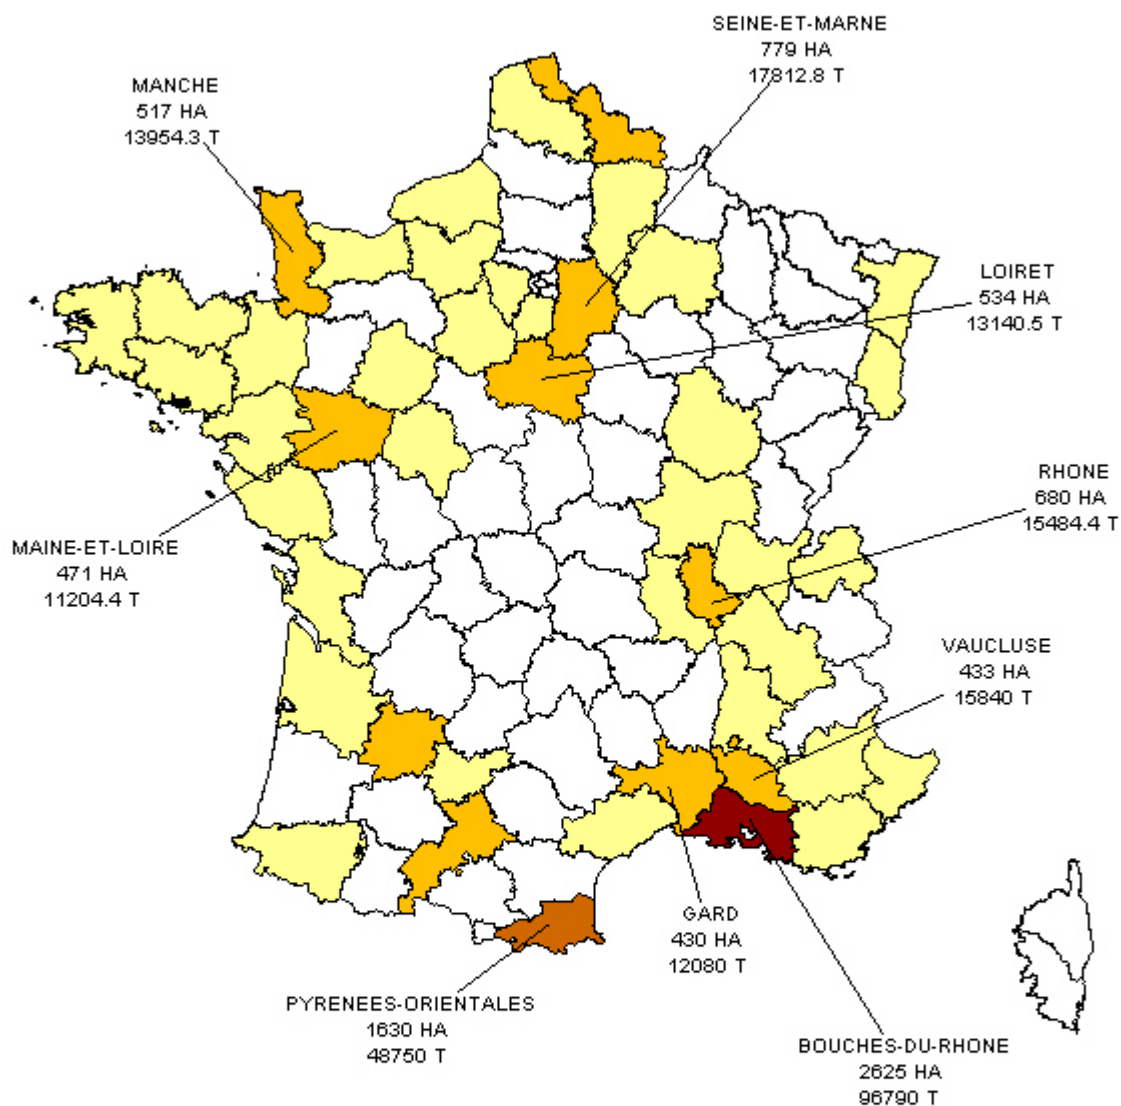 SEINE-ET-MARNE
779 HA
17812.8 T
MANCHE
517 HA
13954.3 T
LOIRET
534 HA
13140.5 T
RHONE
680 HA
15484.4 T
MAINE-ET-LOIRE
471 HA
11204.4 T
VAUCLUSE
433 HA
15840 T
GARD
430 HA
12080 T
PYRENEES-ORIENTALES
1630 HA
48750 T
BOUCHES-DU-RHONE
2625 HA
96790 T